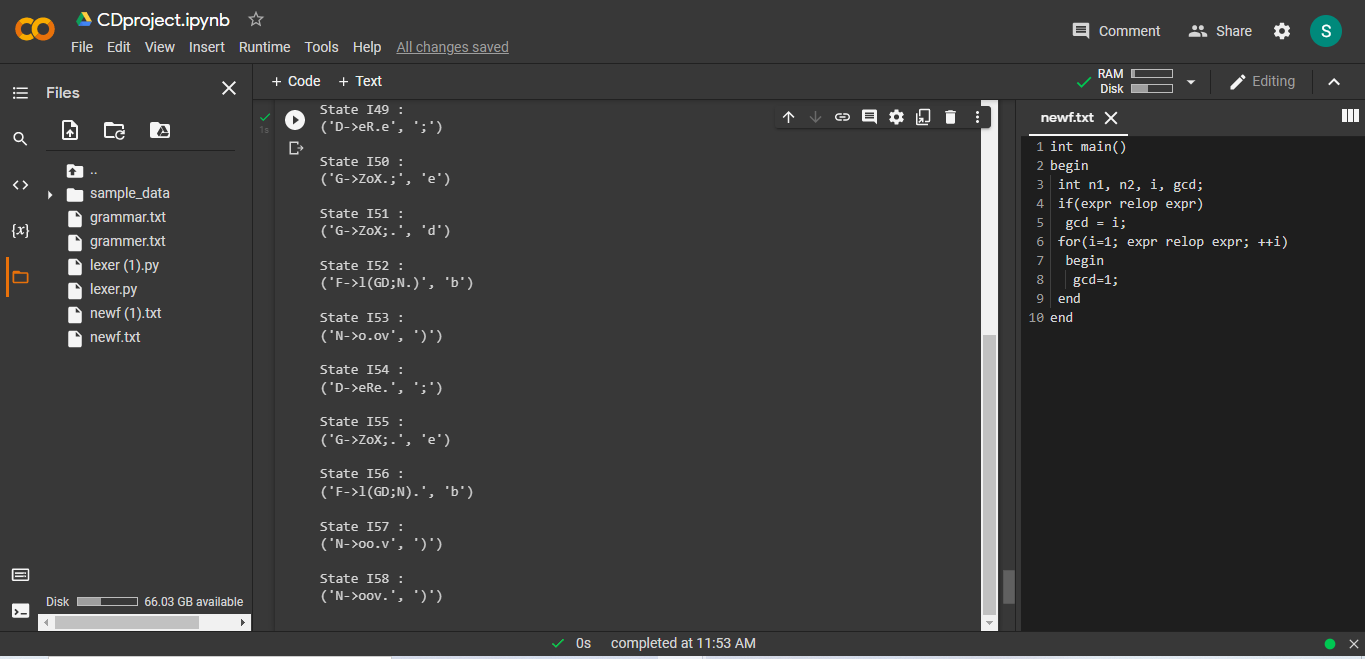 CDproject.ipynb
File Edit View Insert Runtime Tools Help All changes saved
Comment Share S
+ Code + Text
RAM
Disk
Editing
Files
..
sample_data
grammar.txt
grammer.txt
lexer (1).py
lexer.py
newf (1).txt
newf.txt
Disk 66.03 GB available
{x}
1s
State I49 :
('D->eR.e', ';')
State I50 :
('G->ZoX.;', 'e')
State I51 :
('G->ZoX;.', 'd')
State I52 :
('F->l(GD;N.)', 'b')
State I53 :
('N->o.ov', ')')
State I54 :
('D->eRe.', ';')
State I55 :
('G->ZoX;.', 'e')
State I56 :
('F->l(GD;N).', 'b')
State I57 :
('N->oo.v', ')')
State I58 :
('N->oov.', ')')
newf.txt
1 int main()
2 begin
3 int n1, n2, i, gcd;
4 if(expr relop expr)
5 gcd = i;
6 for(i=1; expr relop expr; ++i)
7 begin
8 gcd=1;
9 end
10 end
0s completed at 11:53 AM